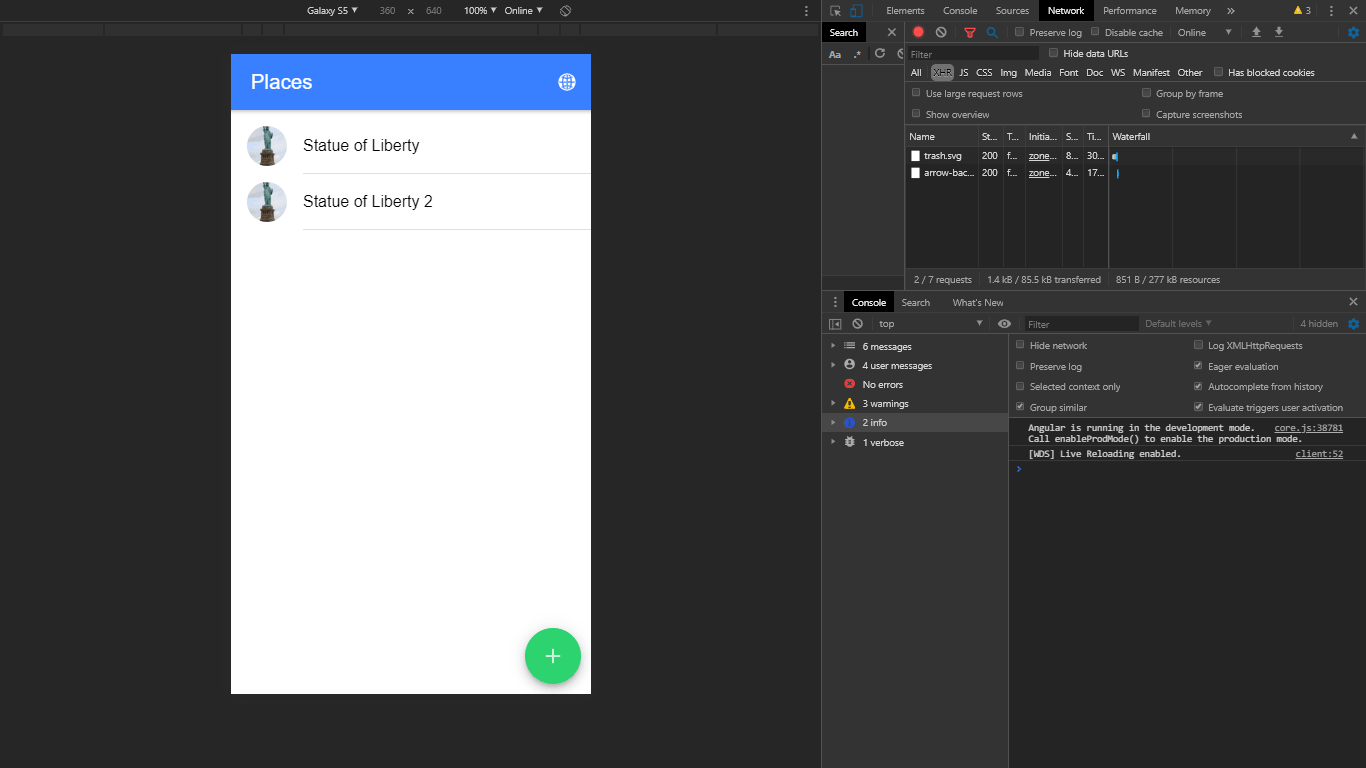 Galaxy S5 360 × 640 100% Online
Places
Statue of Liberty
Statue of Liberty 2
Elements Console Sources Network Performance Memory » 3
Search
Aa .*
Preserve log Disable cache Online
Filter Hide data URLs
All XHR JS CSS Img Media Font Doc WS Manifest Other Has blocked cookies
Use large request rows Group by frame
Show overview Capture screenshots
Name St... T... Initia... S... Ti... Waterfall
trash.svg 200 f... zone... 8... 30...
arrow-bac... 200 f... zone... 4... 17...
2 / 7 requests 1.4 kB / 85.5 kB transferred 851 B / 277 kB resources
Console Search What's New
top Filter Default levels 4 hidden
6 messages
4 user messages
No errors
3 warnings
2 info
1 verbose
Hide network Log XMLHttpRequests
Preserve log Eager evaluation
Selected context only Autocomplete from history
Group similar Evaluate triggers user activation
Angular is running in the development mode. core.js:38781
Call enableProdMode() to enable the production mode.
[WDS] Live Reloading enabled. client:52